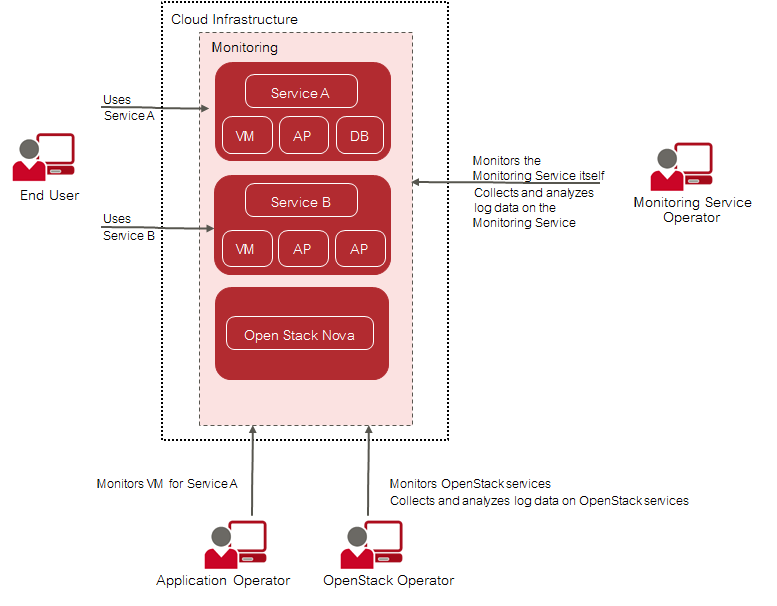 Cloud Infrastructure
Monitoring
Service A
VM AP DB
Uses
Service A
End User
Monitors the
Monitoring Service itself
Collects and analyzes
log data on the
Monitoring Service
Monitoring Service
Operator
Service B
VM AP AP
Uses
Service B
Open Stack Nova
Monitors VM for Service A
Monitors OpenStack services
Collects and analyzes log data on OpenStack services
Application Operator
OpenStack Operator